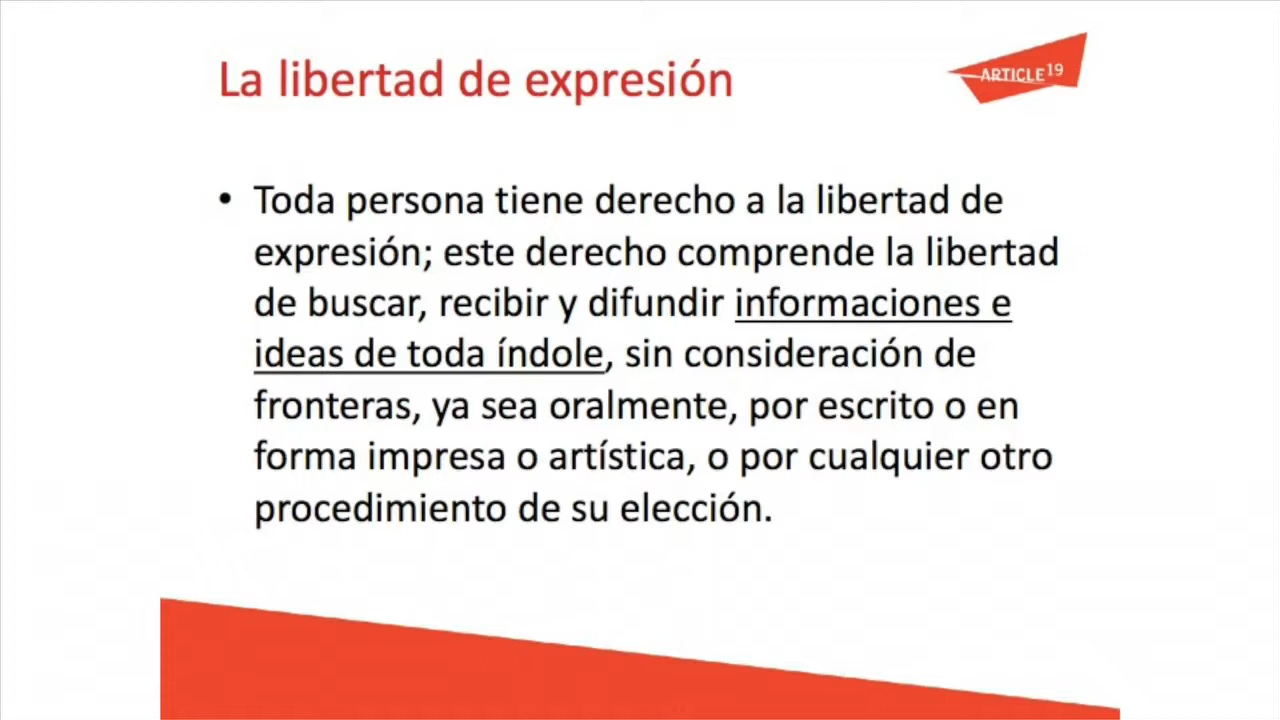 La libertad de expresión
ARTICLE 19
• Toda persona tiene derecho a la libertad de
expresión; este derecho comprende la libertad
de buscar, recibir y difundir informaciones e
ideas de toda índole, sin consideración de
fronteras, ya sea oralmente, por escrito o en
forma impresa o artística, o por cualquier otro
procedimiento de su elección.